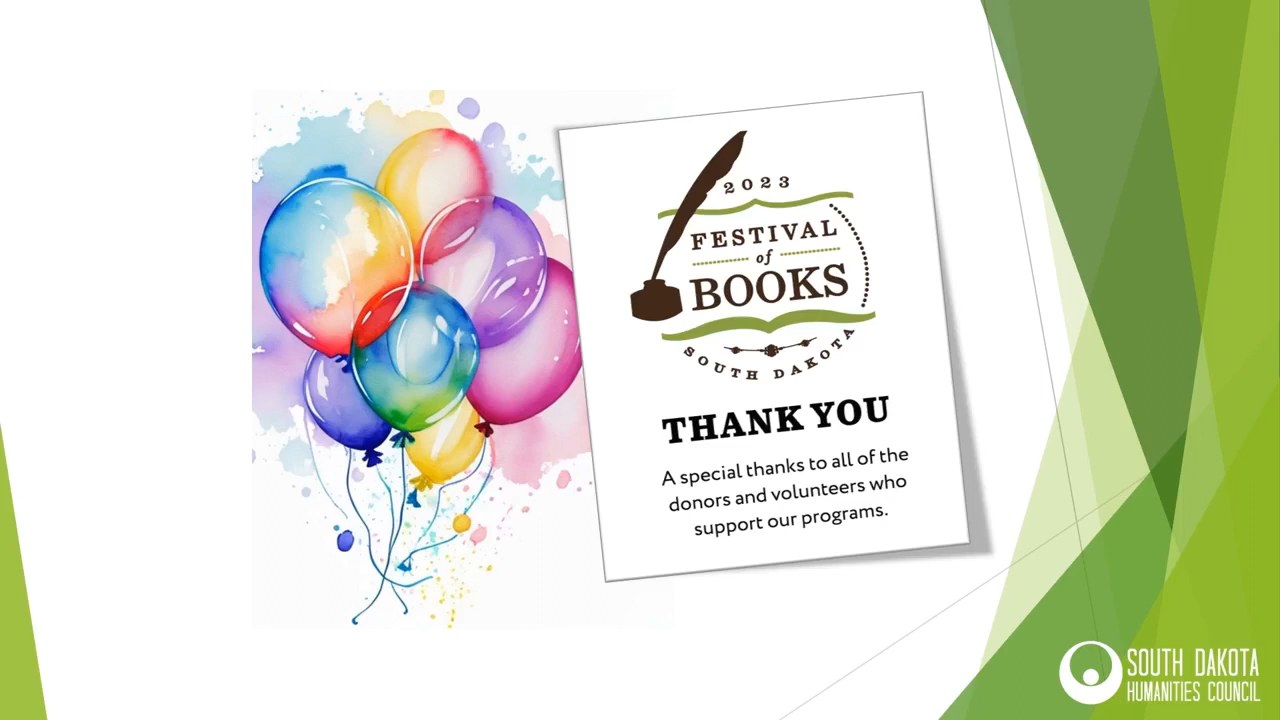 2023
FESTIVAL
of
BOOKS
SOUTH DAKOTA
THANK YOU
A special thanks to all of the
donors and volunteers who
support our programs.
SOUTH DAKOTA
HUMANITIES COUNCIL